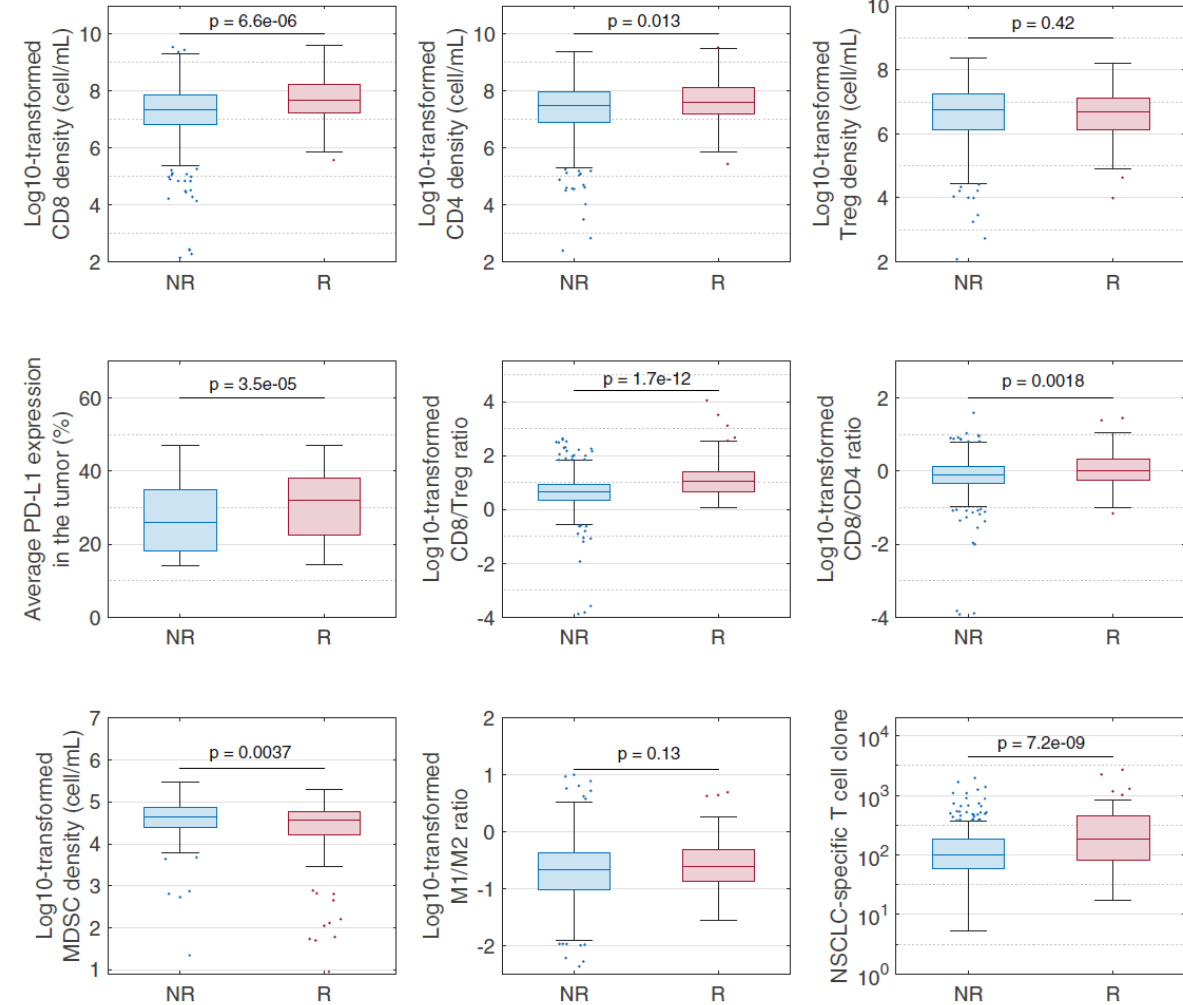 Log10-transformed
CD8 density (cell/mL)
10
8
6
4
2
p = 6.6e-06
NR
R
Log10-transformed
CD4 density (cell/mL)
10
8
6
4
2
p = 0.013
NR
R
Log10-transformed
Treg density (cell/mL)
10
8
6
4
2
p = 0.42
NR
R
Average PD-L1 expression
in the tumor (%)
60
40
20
0
p = 3.5e-05
NR
R
Log10-transformed
CD8/Treg ratio
4
2
0
-2
-4
p = 1.7e-12
NR
R
Log10-transformed
CD8/CD4 ratio
2
0
-2
-4
p = 0.0018
NR
R
Log10-transformed
MDSC density (cell/mL)
7
6
5
4
3
2
1
p = 0.0037
NR
R
Log10-transformed
M1/M2 ratio
2
1
0
-1
-2
p = 0.13
NR
R
NSCLC-specific T cell clone
10⁴
10³
10²
10¹
10⁰
p = 7.2e-09
NR
R